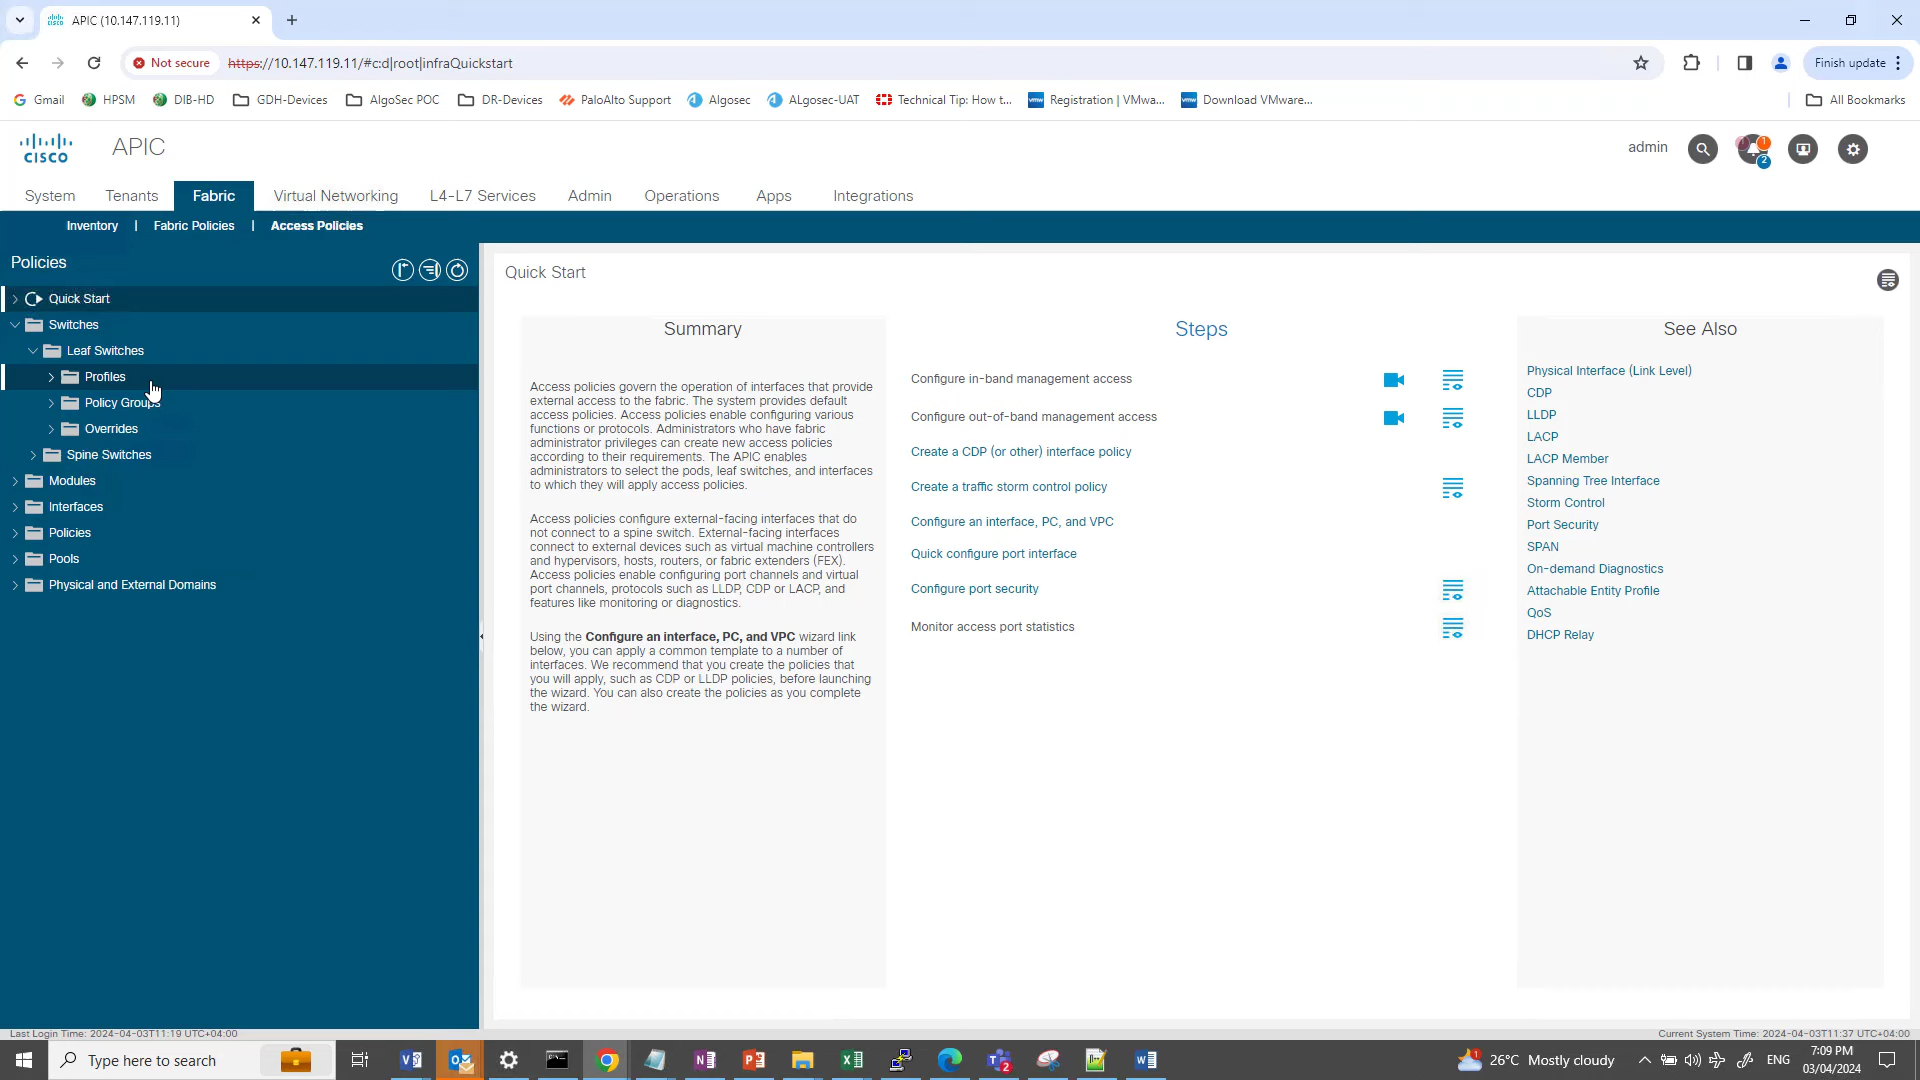 APIC (10.147.119.11)
Not secure
https://10.147.119.11/#c:d|root|infraQuickstart
Finish update
Gmail
HPSM
DIB-HD
GDH-Devices
AlgoSec POC
DR-Devices
PaloAlto Support
Algosec
ALgosec-UAT
Technical Tip: How t...
Registration | VMwa...
Download VMware...
All Bookmarks
CISCO
APIC
admin
1
2
System
Tenants
Fabric
Virtual Networking
L4-L7 Services
Admin
Operations
Apps
Integrations
Inventory | Fabric Policies | Access Policies
Policies
Quick Start
Switches
Leaf Switches
Profiles
Policy Groups
Overrides
Spine Switches
Modules
Interfaces
Policies
Pools
Physical and External Domains
Quick Start
Summary
Access policies govern the operation of interfaces that provide
external access to the fabric. The system provides default
access policies. Access policies enable configuring various
functions or protocols. Administrators who have fabric
administrator privileges can create new access policies
according to their requirements. The APIC enables
administrators to select the pods, leaf switches, and interfaces
to which they will apply access policies.
Access policies configure external-facing interfaces that do
not connect to a spine switch. External-facing interfaces
connect to external devices such as virtual machine controllers
and hypervisors, hosts, routers, or fabric extenders (FEX).
Access policies enable configuring port channels and virtual
port channels, protocols such as LLDP, CDP or LACP, and
features like monitoring or diagnostics.
Using the Configure an interface, PC, and VPC wizard link
below, you can apply a common template to a number of
interfaces. We recommend that you create the policies that
you will apply, such as CDP or LLDP policies, before launching
the wizard. You can also create the policies as you complete
the wizard.
Steps
Configure in-band management access
Configure out-of-band management access
Create a CDP (or other) interface policy
Create a traffic storm control policy
Configure an interface, PC, and VPC
Quick configure port interface
Configure port security
Monitor access port statistics
See Also
Physical Interface (Link Level)
CDP
LLDP
LACP
LACP Member
Spanning Tree Interface
Storm Control
Port Security
SPAN
On-demand Diagnostics
Attachable Entity Profile
QoS
DHCP Relay
Last Login Time: 2024-04-03T11:19 UTC+04:00
Current System Time: 2024-04-03T11:37 UTC+04:00
Type here to search
26°C Mostly cloudy
ENG
7:09 PM
03/04/2024